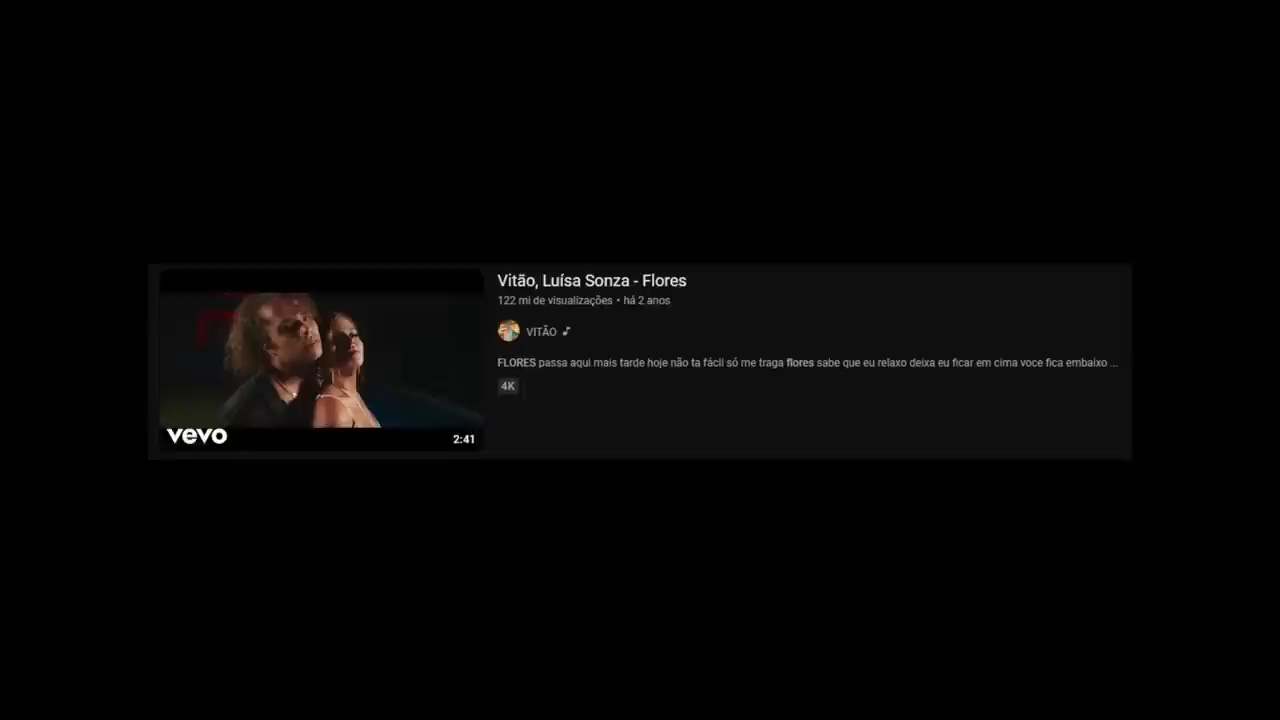 Vitão, Luísa Sonza - Flores
122 mi de visualizações • há 2 anos
VITÃO
FLORES passa aqui mais tarde hoje não ta fácil só me traga flores sabe que eu relaxo deixa eu ficar em cima voce fica embaixo ...
4K
vevo
2:41